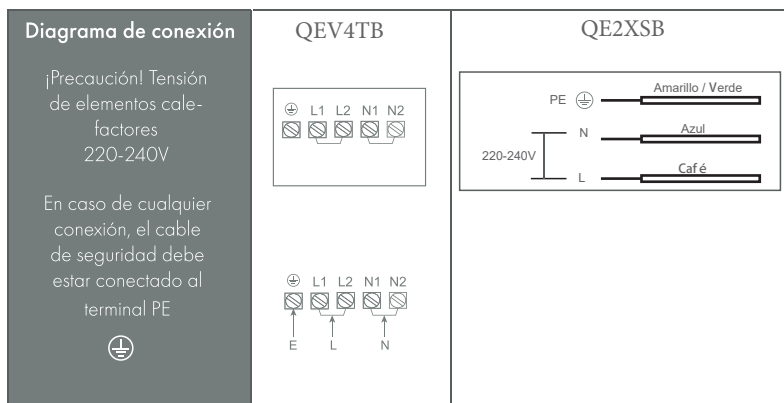 Diagrama de conexión
¡Precaución! Tensión
de elementos cale-
factores
220-240V
En caso de cualquier
conexión, el cable
de seguridad debe
estar conectado al
terminal PE
QEV4TB
L1 L2 N1 N2
L1 L2 N1 N2
E L N
QE2XSB
PE Amarillo / Verde
N Azul
220-240V
L Café